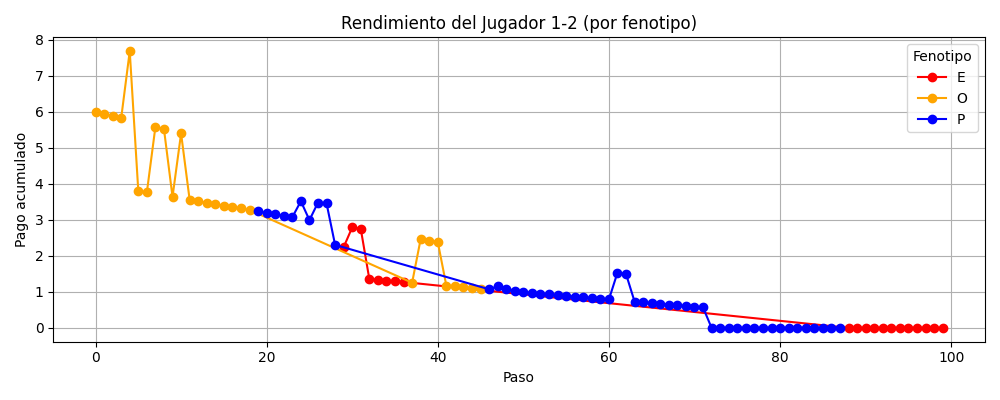 Rendimiento del Jugador 1-2 (por fenotipo)
Pago acumulado
8
7
6
5
4
3
2
1
0
Fenotipo
E
O
P
0 20 40 60 80 100
Paso